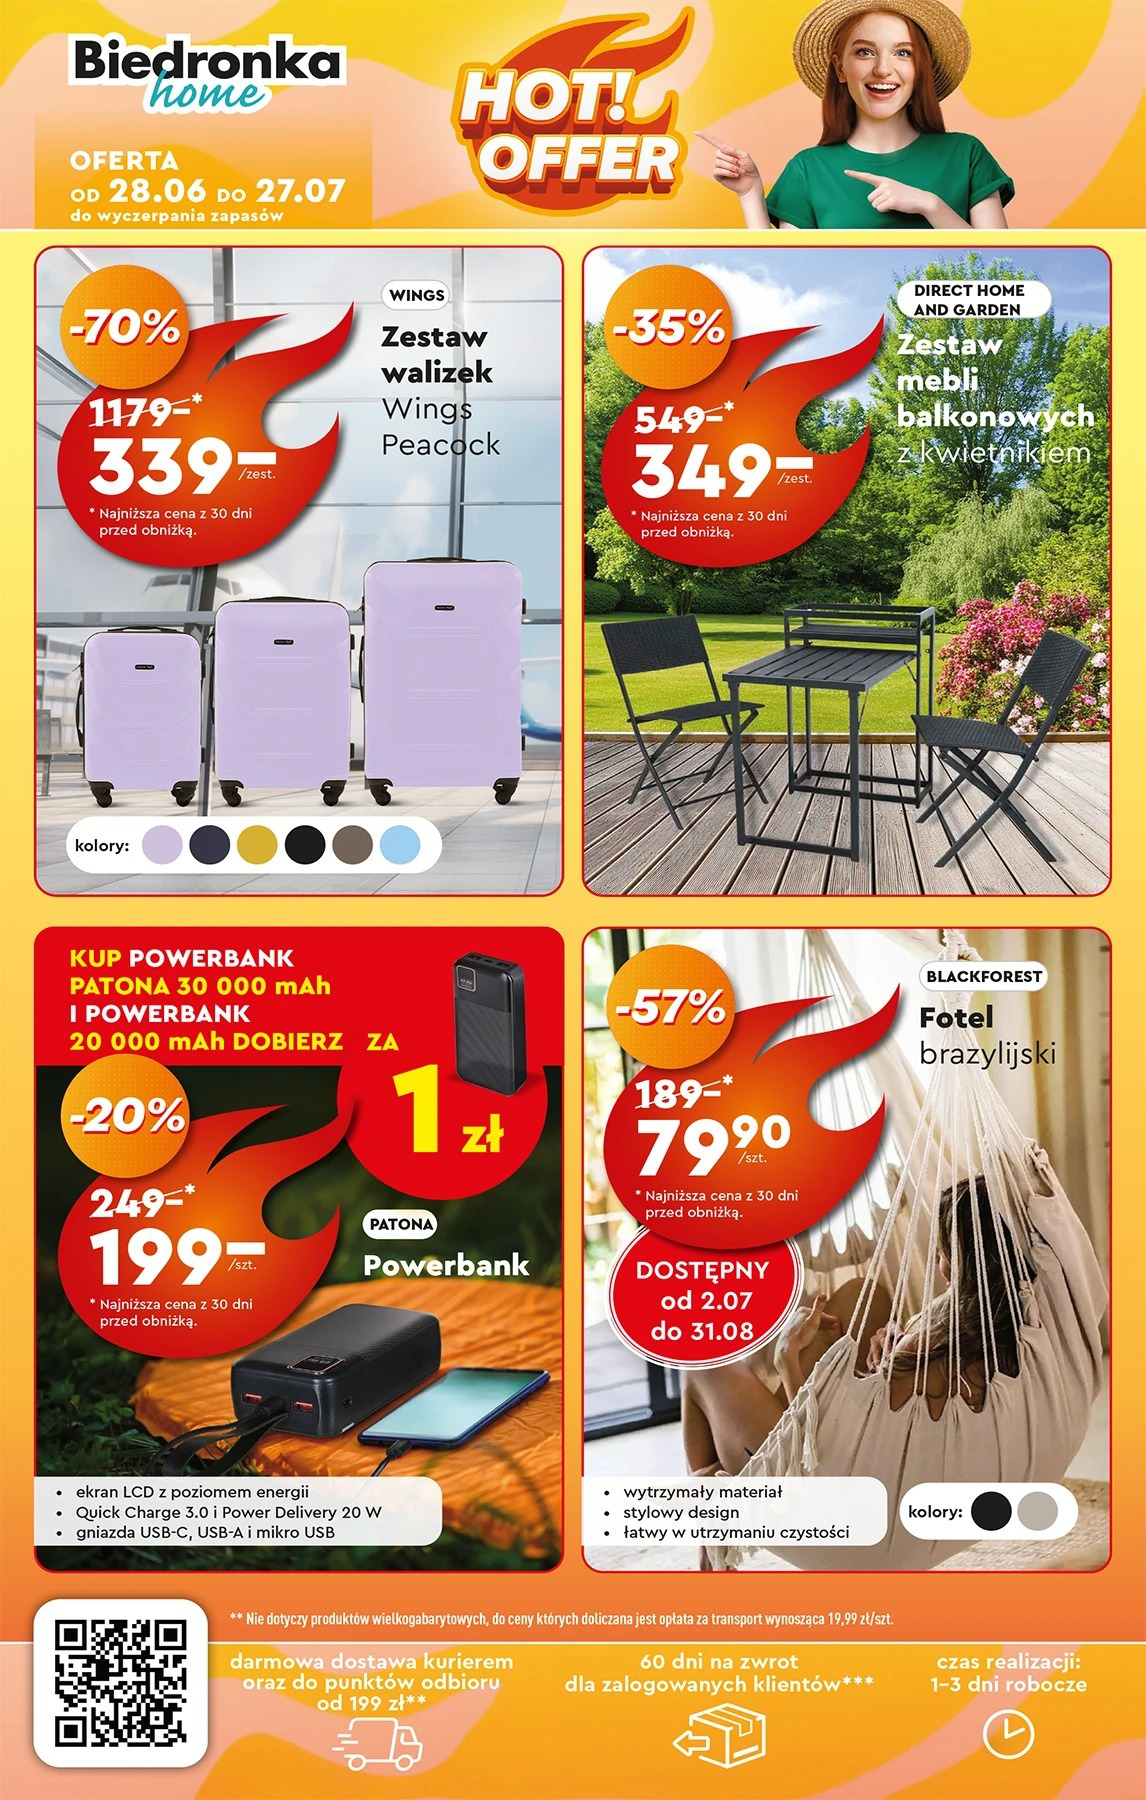 Biedronka
home
HOT!
OFFER
OFERTA
OD 28.06 DO 27.07
do wyczerpania zapasów
-70%
1179-*
339-
/zest.
* Najniższa cena z 30 dni
przed obniżką.
WINGS
Zestaw
walizek
Wings
Peacock
kolory:
-35%
549-*
349-
/zest.
* Najniższa cena z 30 dni
przed obniżką.
DIRECT HOME
AND GARDEN
Zestaw
mebli
balkonowych
z kwietnikiem
KUP POWERBANK
PATONA 30 000 mAh
I POWERBANK
20 000 mAh DOBIERZ ZA
1 zł
-20%
249-*
199-
/szt.
* Najniższa cena z 30 dni
przed obniżką.
PATONA
Powerbank
• ekran LCD z poziomem energii
• Quick Charge 3.0 i Power Delivery 20 W
• gniazda USB-C, USB-A i mikro USB
-57%
189-*
79 90
/szt.
* Najniższa cena z 30 dni
przed obniżką.
DOSTĘPNY
od 2.07
do 31.08
BLACKFOREST
Fotel
brazylijski
• wytrzymały materiał
• stylowy design
• łatwy w utrzymaniu czystości
kolory:
** Nie dotyczy produktów wielkogabarytowych, do ceny których doliczana jest opłata za transport wynosząca 19,99 zł/szt.
darmowa dostawa kurierem
oraz do punktów odbioru
od 199 zł**
60 dni na zwrot
dla zalogowanych klientów***
czas realizacji:
1-3 dni robocze